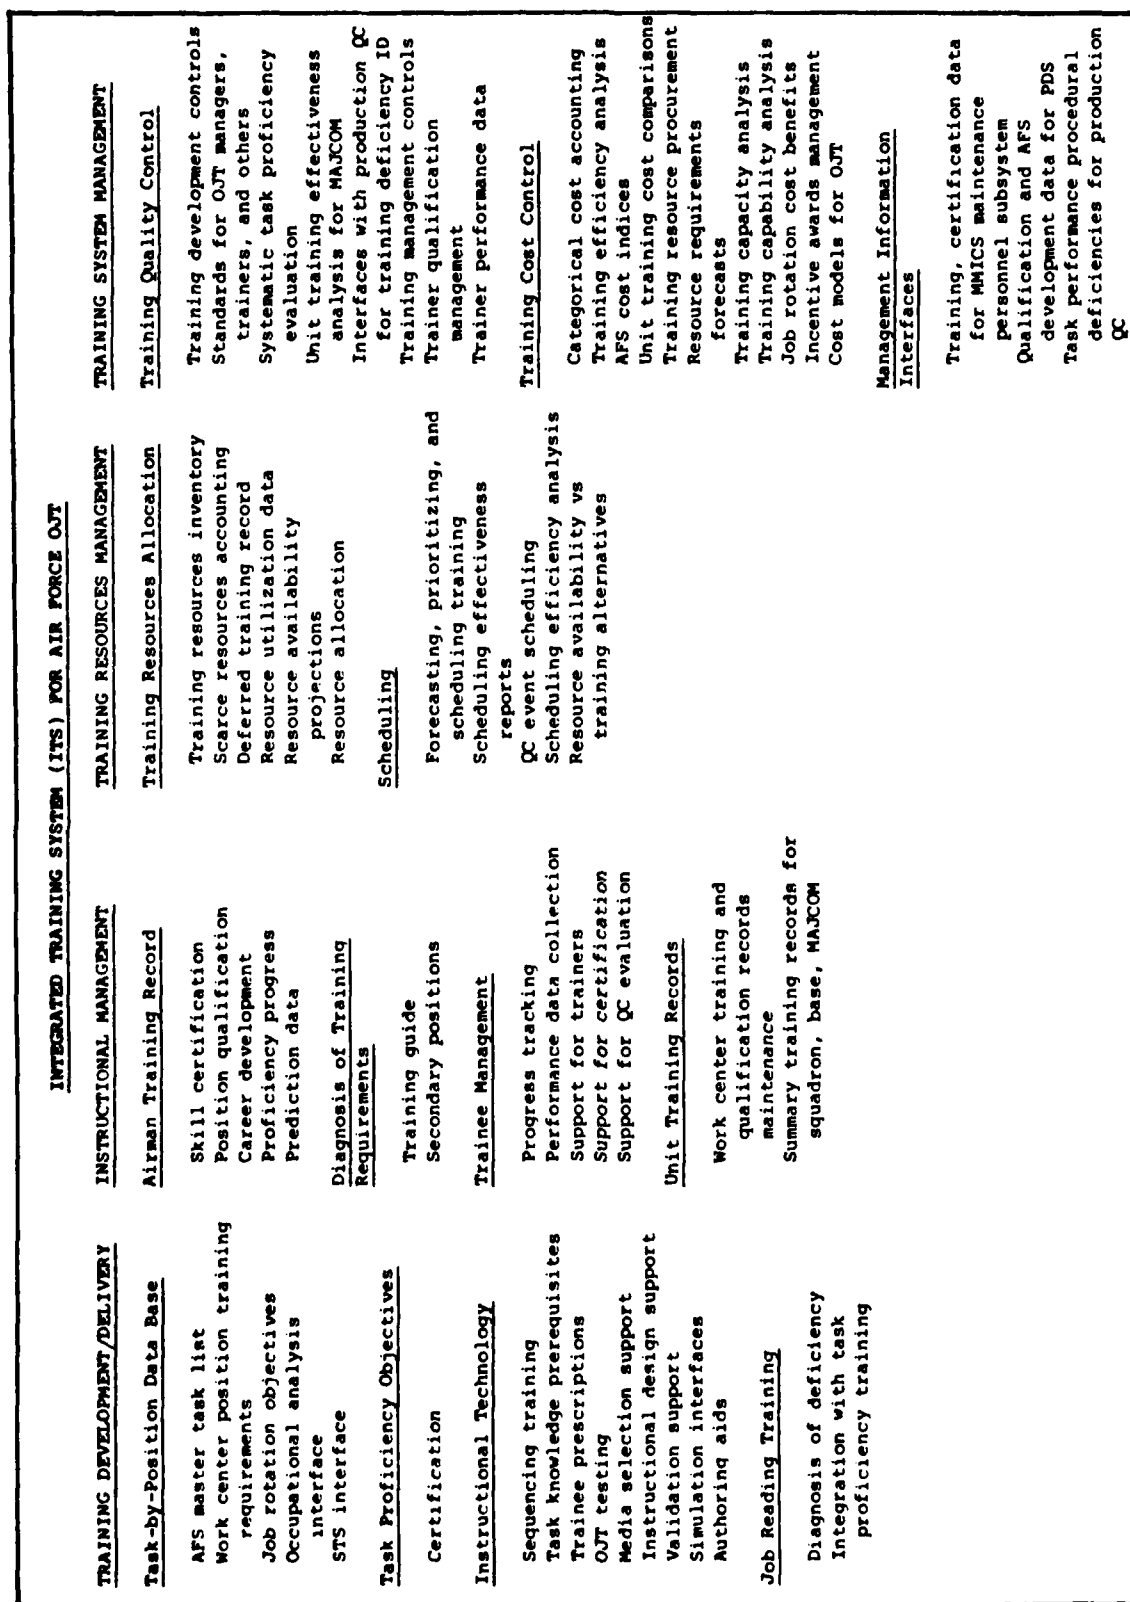 INTEGRATED TRAINING SYSTEM (ITS) FOR AIR FORCE OJT
TRAINING DEVELOPMENT/DELIVERY
Task-by-Position Data Base
AFS master task list
Work center position training
requirements
Job rotation objectives
Occupational analysis
interface
STS interface
Task Proficiency Objectives
Certification
Instructional Technology
Sequencing training
Task knowledge prerequisites
Trainee prescriptions
OJT testing
Media selection support
Instructional design support
Validation support
Simulation interfaces
Authoring aids
Job Reading Training
Diagnosis of deficiency
Integration with task
proficiency training
INSTRUCTIONAL MANAGEMENT
Airman Training Record
Skill certification
Position qualification
Career development
Proficiency progress
Prediction data
Diagnosis of Training
Requirements
Training guide
Secondary positions
Trainee Management
Progress tracking
Performance data collection
Support for trainers
Support for certification
Support for QC evaluation
Unit Training Records
Work center training and
qualification records
maintenance
Summary training records for
squadron, base, MAJCOM
TRAINING RESOURCES MANAGEMENT
Training Resources Allocation
Training resources inventory
Scarce resources accounting
Deferred training record
Resource utilization data
Resource availability
projections
Resource allocation
Scheduling
Forecasting, prioritizing, and
scheduling training
Scheduling effectiveness
reports
QC event scheduling
Scheduling efficiency analysis
Resource availability vs
training alternatives
TRAINING SYSTEM MANAGEMENT
Training Quality Control
Training development controls
Standards for OJT managers,
trainers, and others
Systematic task proficiency
evaluation
Unit training effectiveness
analysis for MAJCOM
Interfaces with production QC
for training deficiency ID
Training management controls
Trainer qualification
management
Trainer performance data
Training Cost Control
Categorical cost accounting
Training efficiency analysis
AFS cost indices
Unit training cost comparisons
Training resource procurement
Resource requirements
forecasts
Training capacity analysis
Training capability analysis
Job rotation cost benefits
Incentive awards management
Cost models for OJT
Management Information
Interfaces
Training, certification data
for MMICS maintenance
personnel subsystem
Qualification and AFS
development data for PDS
Task performance procedural
deficiencies for production
QC